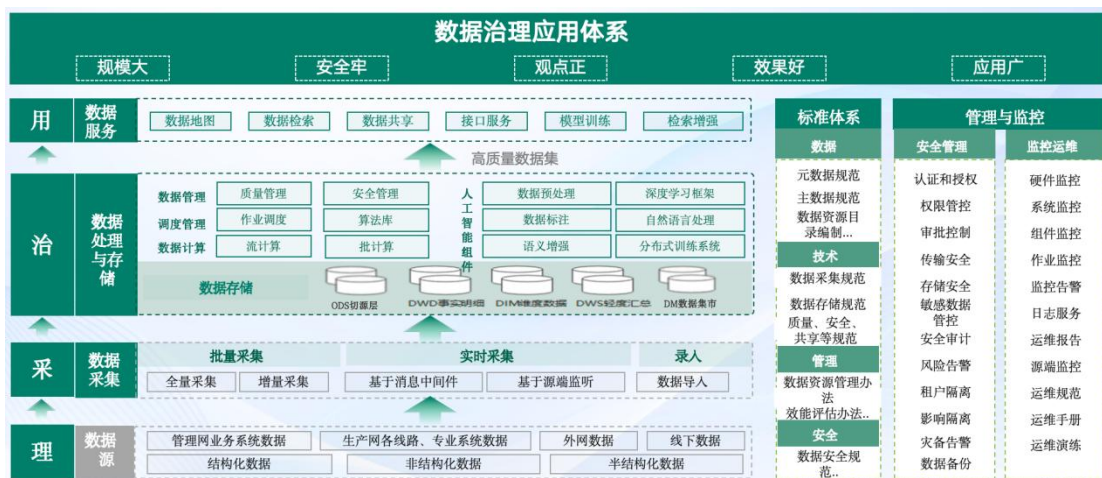 数据治理应用体系
规模大 安全牢 观点正 效果好 应用广
用 数据服务
数据地图 数据检索 数据共享 接口服务 模型训练 检索增强
高质量数据集
治 数据处理与存储
数据管理 质量管理 安全管理
调度管理 作业调度 算法库
数据计算 流计算 批计算
人工智能组件
数据预处理 深度学习框架
数据标注 自然语言处理
语义增强 分布式训练系统
数据存储
ODS切源层 DWD事实明细 DIM维度数据 DWS轻度汇总 DM数据集市
采 数据采集
批量采集 实时采集 录人
全量采集 增量采集 基于消息中间件 基于源端监听 数据导人
理 数据源
管理网业务系统数据 生产网各线路、专业系统数据 外网数据 线下数据
结构化数据 非结构化数据 半结构化数据
标准体系
数据
元数据规范
主数据规范
数据资源目
录编制...
技术
数据采集规范
数据存储规范
质量、安全、
共享等规范
管理
数据资源管理办
法
效能评估办法..
安全
数据安全规
范..
管理与监控
安全管理
认证和授权
权限管控
审批控制
传输安全
存储安全
敏感数据
管控
安全审计
风险告警
租户隔离
影响隔离
灾备告警
数据备份
监控运维
硬件监控
系统监控
组件监控
作业监控
监控告警
日志服务
运维报告
源端监控
运维规范
运维手册
运维演练